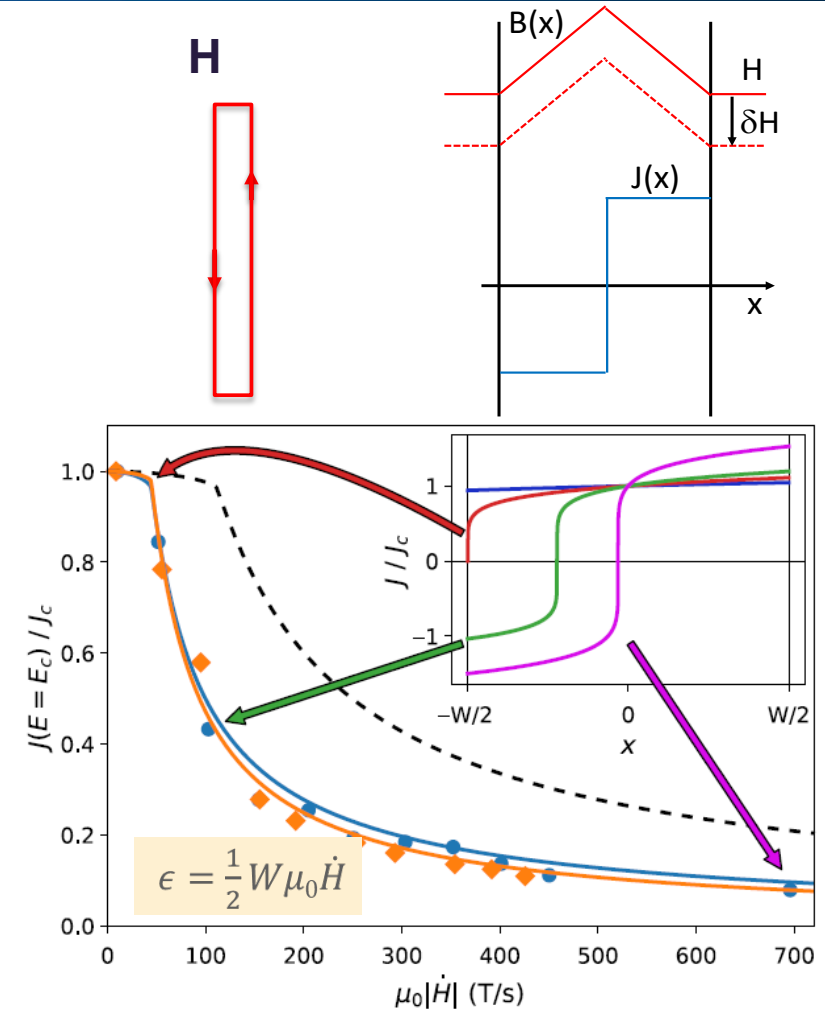 H
B(x)
H
δH
J(x)
x
1.0
0.8
0.6
0.4
0.2
0.0
J(E = E_c) / J_c
0
100
200
300
400
500
600
700
μ₀|Ḣ| (T/s)
ϵ = 1/2 Wμ₀Ḣ
1
0
−1
J / J_c
−W/2
0
W/2
x